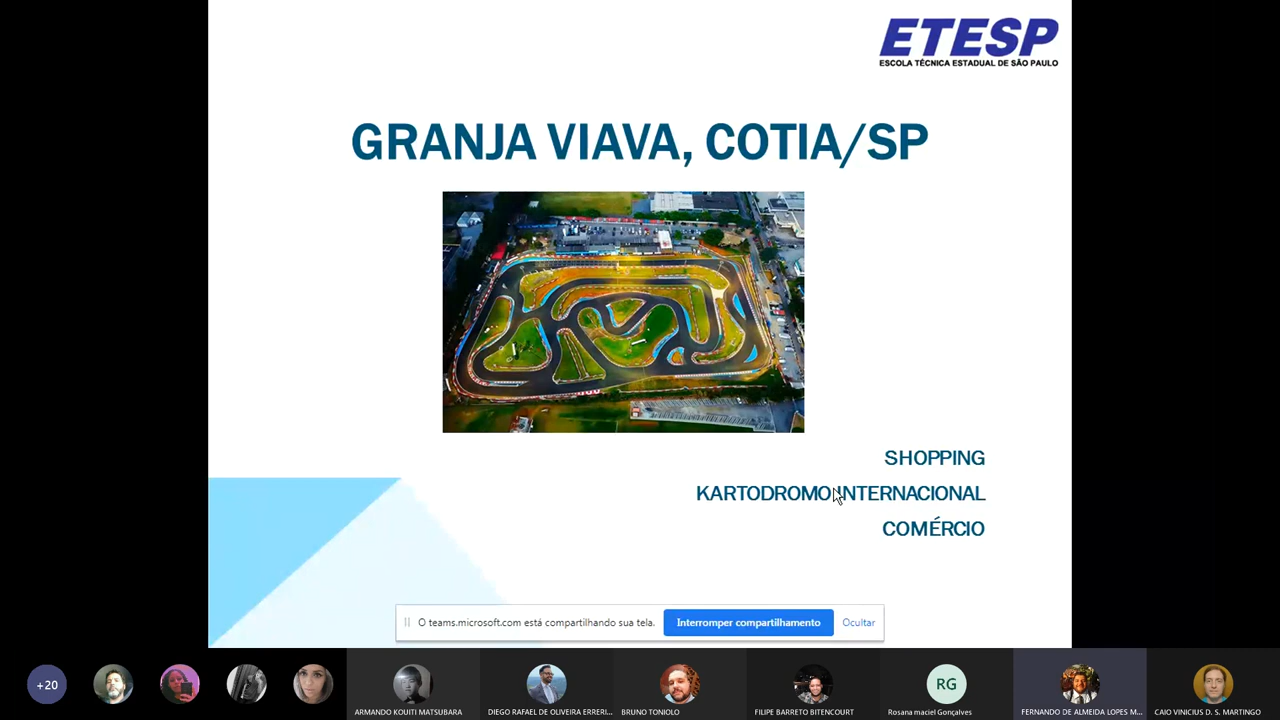 ETESP
ESCOLA TÉCNICA ESTADUAL DE SÃO PAULO
GRANJA VIAVA, COTIA/SP
SHOPPING
KARTODROMO INTERNACIONAL
COMÉRCIO
O teams.microsoft.com está compartilhando sua tela.
Interromper compartilhamento
Ocultar
+20
RG
ARMANDO KOUITI MATSUBARA
DIEGO RAFAEL DE OLIVEIRA ERRERI...
BRUNO TONIOLO
FILIPE BARRETO BITENCOURT
Rosana maciel Gonçalves
FERNANDO DE ALMEIDA LOPES M...
CAIO VINICIUS D. S. MARTINGO